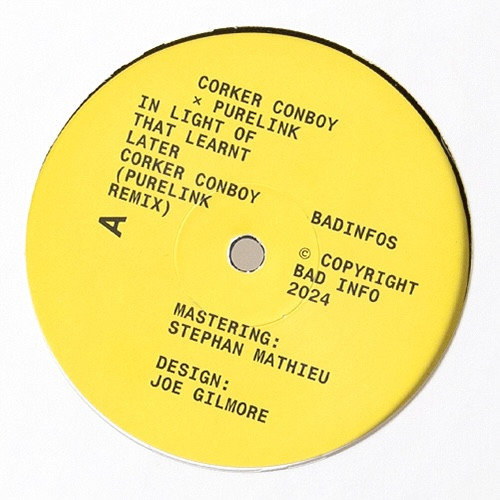 CORKER CONBOY
× PURELINK
IN LIGHT OF
THAT LEARNT
LATER
CORKER CONBOY
(PURELINK
REMIX)
A
BADINFOS
© COPYRIGHT
BAD INFO
2024
MASTERING:
STEPHAN MATHIEU
DESIGN:
JOE GILMORE